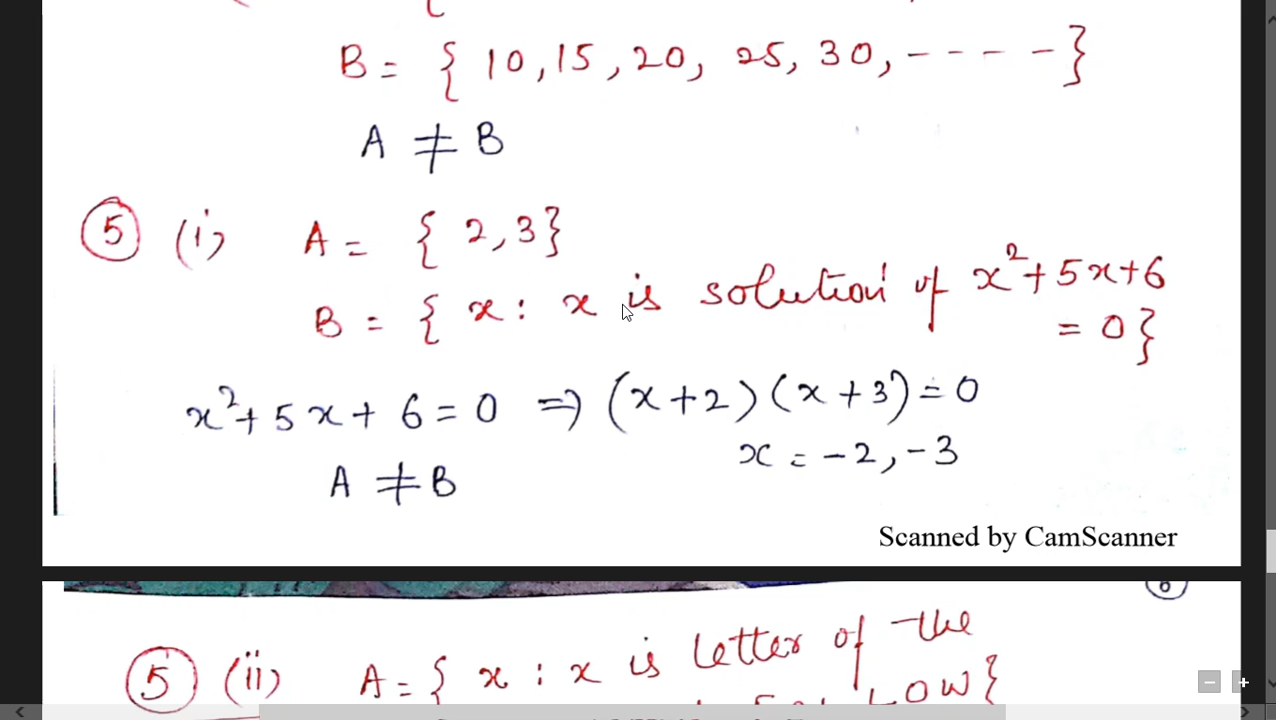 B = { 10, 15, 20, 25, 30, - - - - }
A ≠ B
5 (i) A = { 2, 3}
B = { x : x is solution of x²+5x+6
= 0}
x²+5x+6=0 ⇒ (x+2)(x+3)=0
x = -2, -3
A ≠ B
Scanned by CamScanner
5 (ii) A = { x : x is letter of the
LOW}